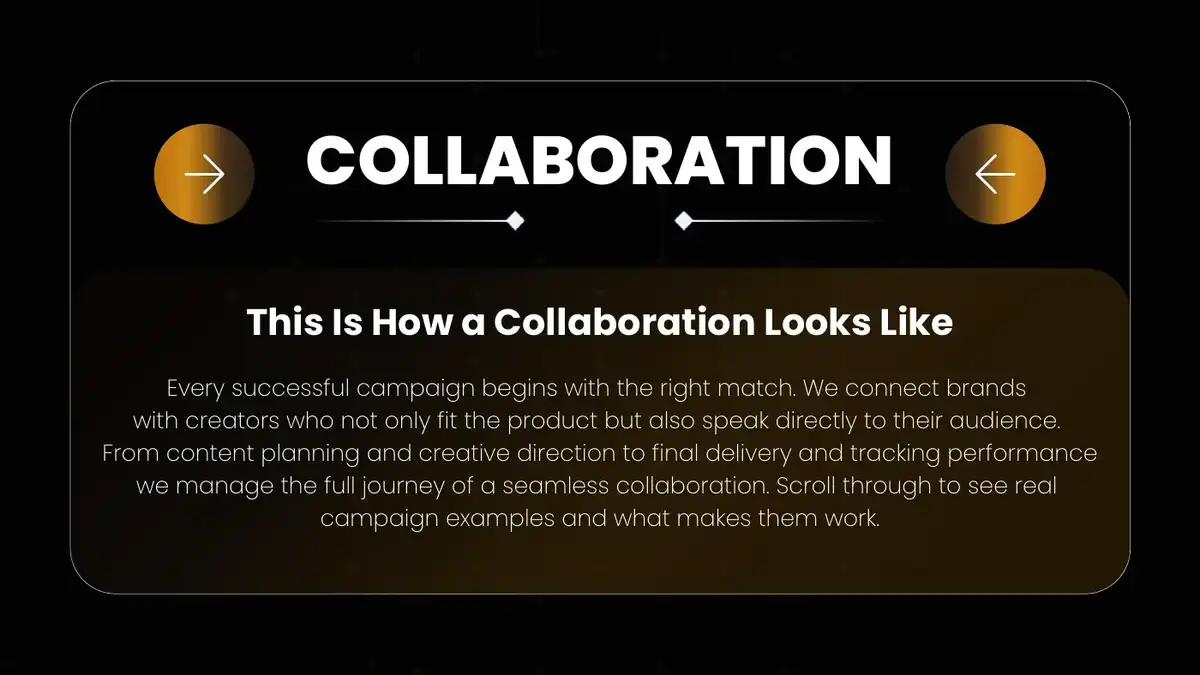 COLLABORATION
This Is How a Collaboration Looks Like
Every successful campaign begins with the right match. We connect brands
with creators who not only fit the product but also speak directly to their audience.
From content planning and creative direction to final delivery and tracking performance
we manage the full journey of a seamless collaboration. Scroll through to see real
campaign examples and what makes them work.